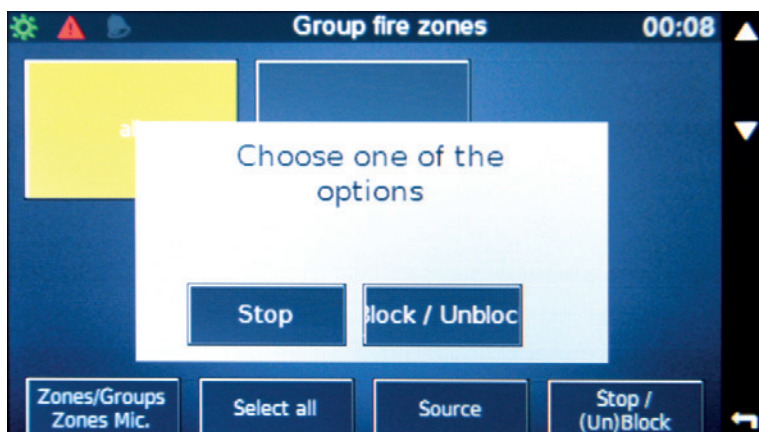 Group fire zones 00:08
Choose one of the
options
Stop
Block / Unbloc
Zones/Groups
Zones Mic.
Select all
Source
Stop /
(Un)Block